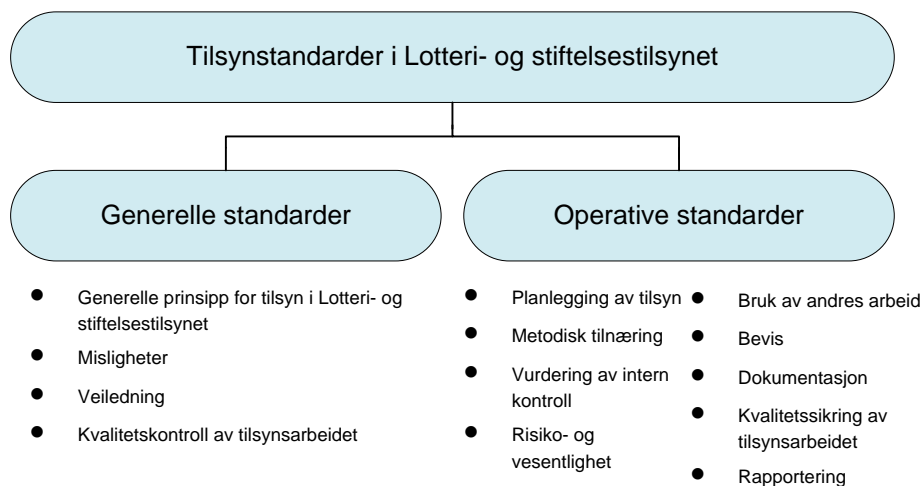 Tilsynstandarder i Lotteri- og stiftelsestilsynet
Generelle standarder
● Generelle prinsipp for tilsyn i Lotteri- og
stiftelsestilsynet
● Misligheter
● Veiledning
● Kvalitetskontroll av tilsynsarbeidet
Operative standarder
● Planlegging av tilsyn
● Metodisk tilnæring
● Vurdering av intern
kontroll
● Risiko- og
vesentlighet
● Bruk av andres arbeid
● Bevis
● Dokumentasjon
● Kvalitetssikring av
tilsynsarbeidet
● Rapportering